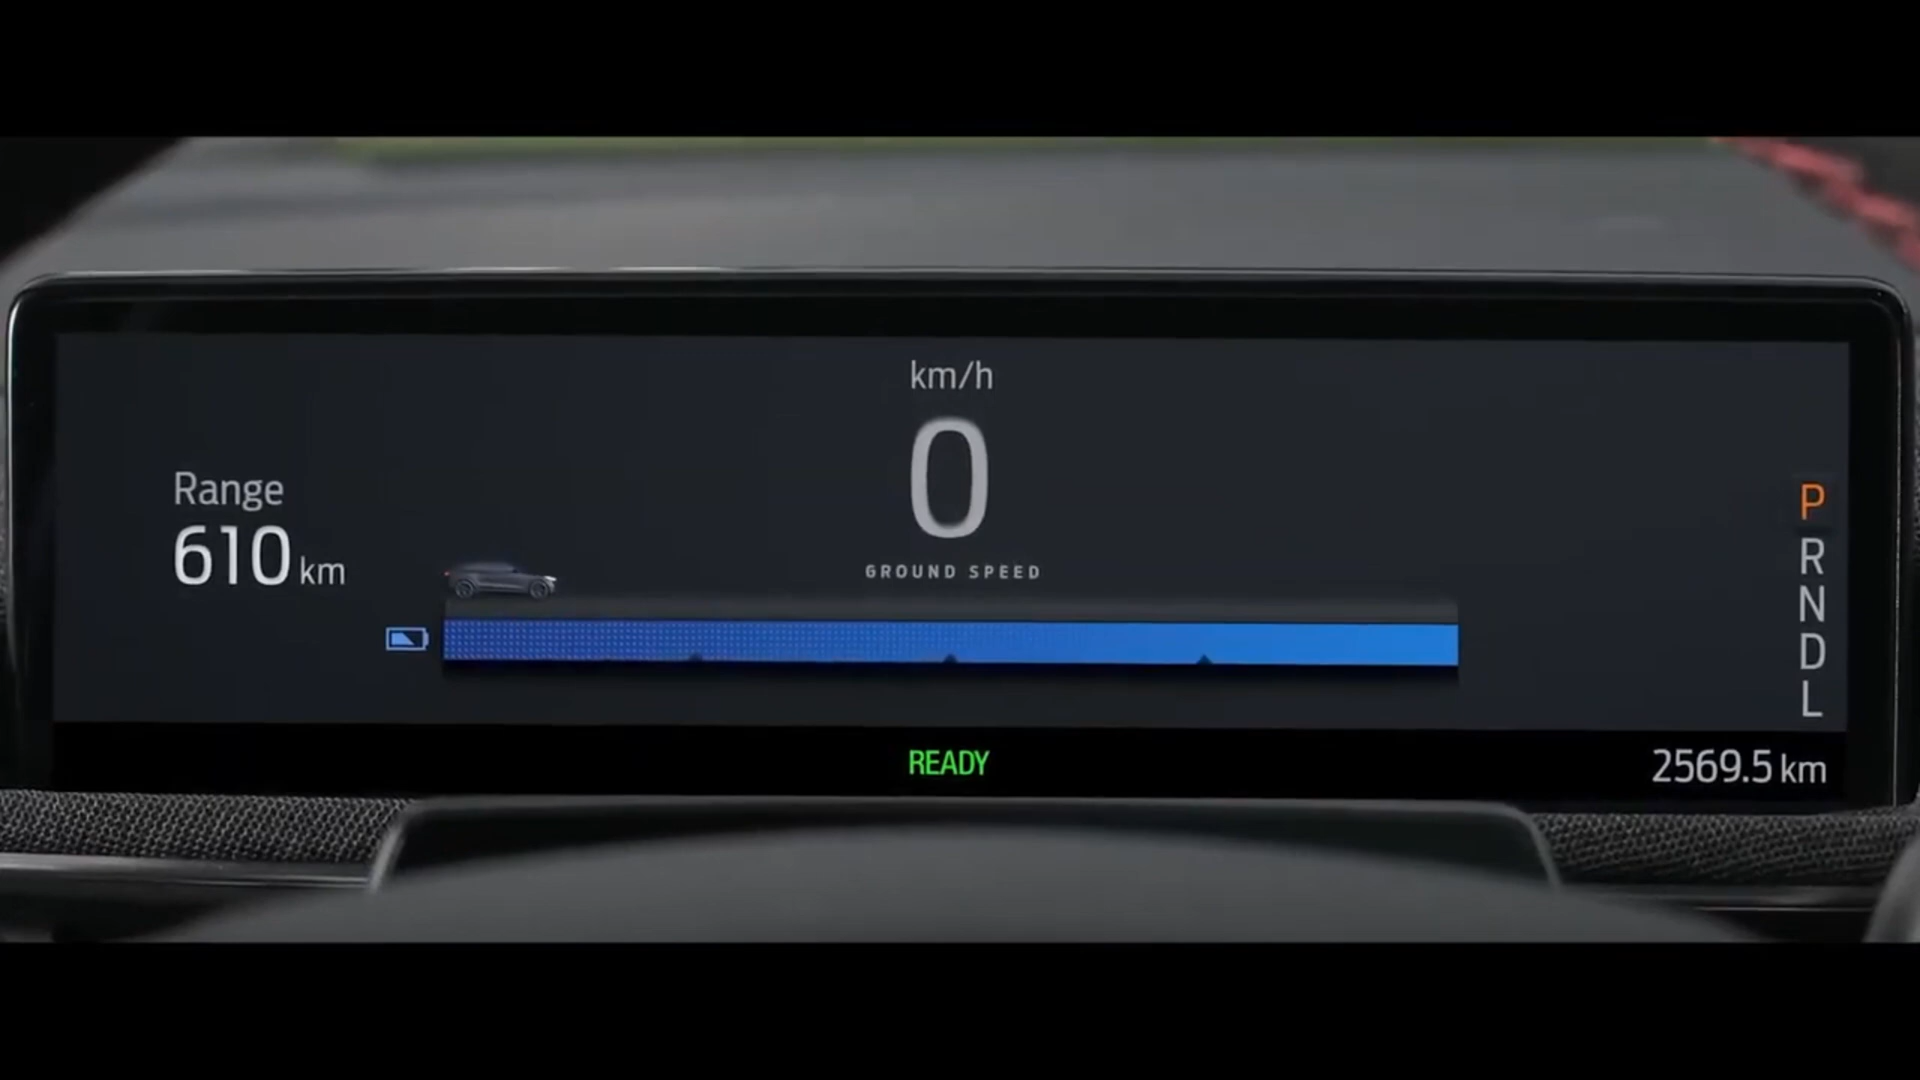 km/h
0
GROUND SPEED
Range
610 km
P
R
N
D
L
READY
2569.5 km